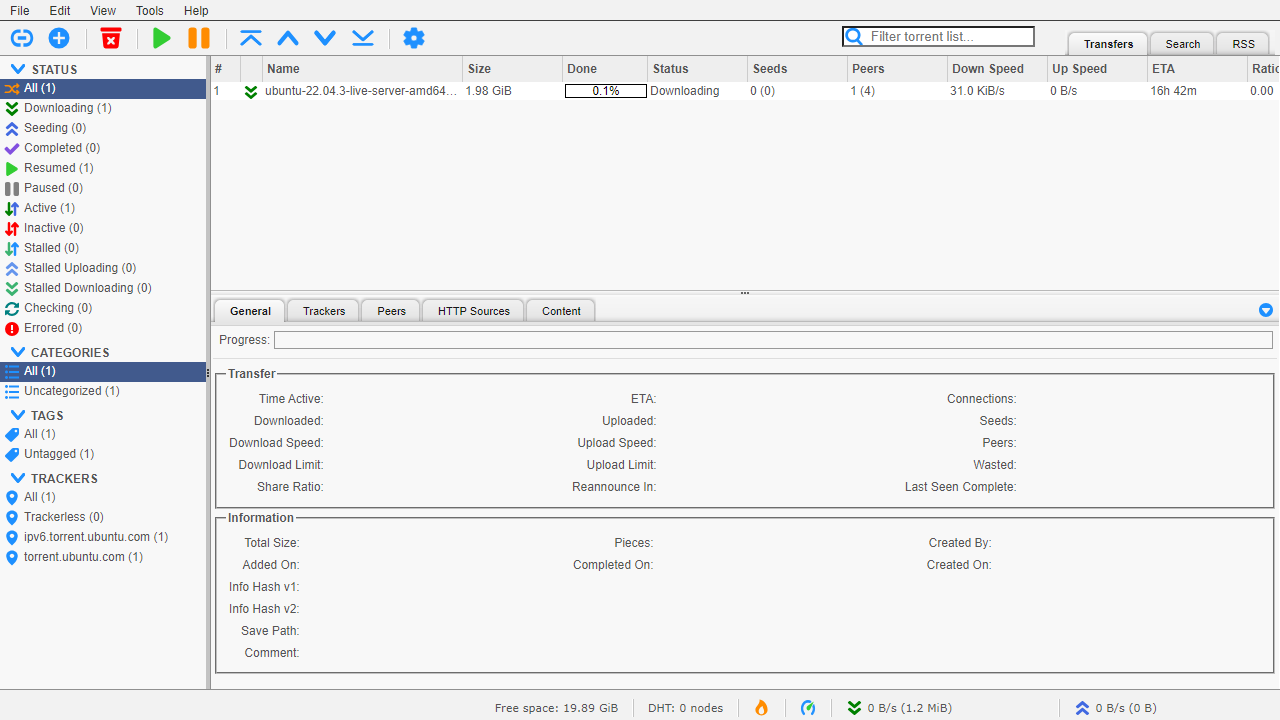 File Edit View Tools Help
Filter torrent list...
Transfers Search RSS
STATUS
All (1)
Downloading (1)
Seeding (0)
Completed (0)
Resumed (1)
Paused (0)
Active (1)
Inactive (0)
Stalled (0)
Stalled Uploading (0)
Stalled Downloading (0)
Checking (0)
Errored (0)
CATEGORIES
All (1)
Uncategorized (1)
TAGS
All (1)
Untagged (1)
TRACKERS
All (1)
Trackerless (0)
ipv6.torrent.ubuntu.com (1)
torrent.ubuntu.com (1)
# Name Size Done Status Seeds Peers Down Speed Up Speed ETA Ratio
1 ubuntu-22.04.3-live-server-amd64... 1.98 GiB 0.1% Downloading 0 (0) 1 (4) 31.0 KiB/s 0 B/s 16h 42m 0.00
General Trackers Peers HTTP Sources Content
Progress:
Transfer
Time Active: ETA: Connections:
Downloaded: Uploaded: Seeds:
Download Speed: Upload Speed: Peers:
Download Limit: Upload Limit: Wasted:
Share Ratio: Reannounce In: Last Seen Complete:
Information
Total Size: Pieces: Created By:
Added On: Completed On: Created On:
Info Hash v1:
Info Hash v2:
Save Path:
Comment:
Free space: 19.89 GiB DHT: 0 nodes 0 B/s (1.2 MiB) 0 B/s (0 B)